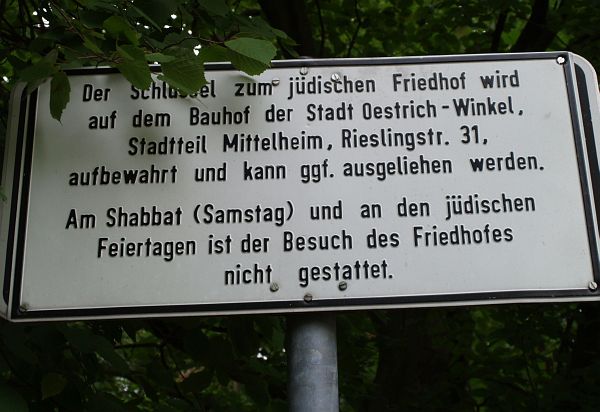 Der Schlüssel zum jüdischen Friedhof wird
auf dem Bauhof der Stadt Oestrich-Winkel,
Stadtteil Mittelheim, Rieslingstr. 31,
aufbewahrt und kann ggf. ausgeliehen werden.
Am Shabbat (Samstag) und an den jüdischen
Feiertagen ist der Besuch des Friedhofes
nicht gestattet.